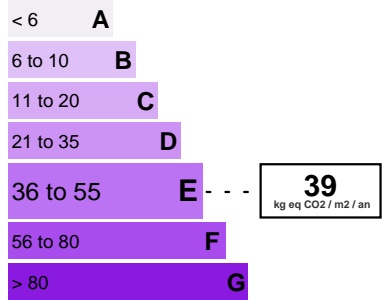 < 6 A
6 to 10 B
11 to 20 C
21 to 35 D
36 to 55 E - - - 39
kg eq CO2 / m2 / an
56 to 80 F
> 80 G